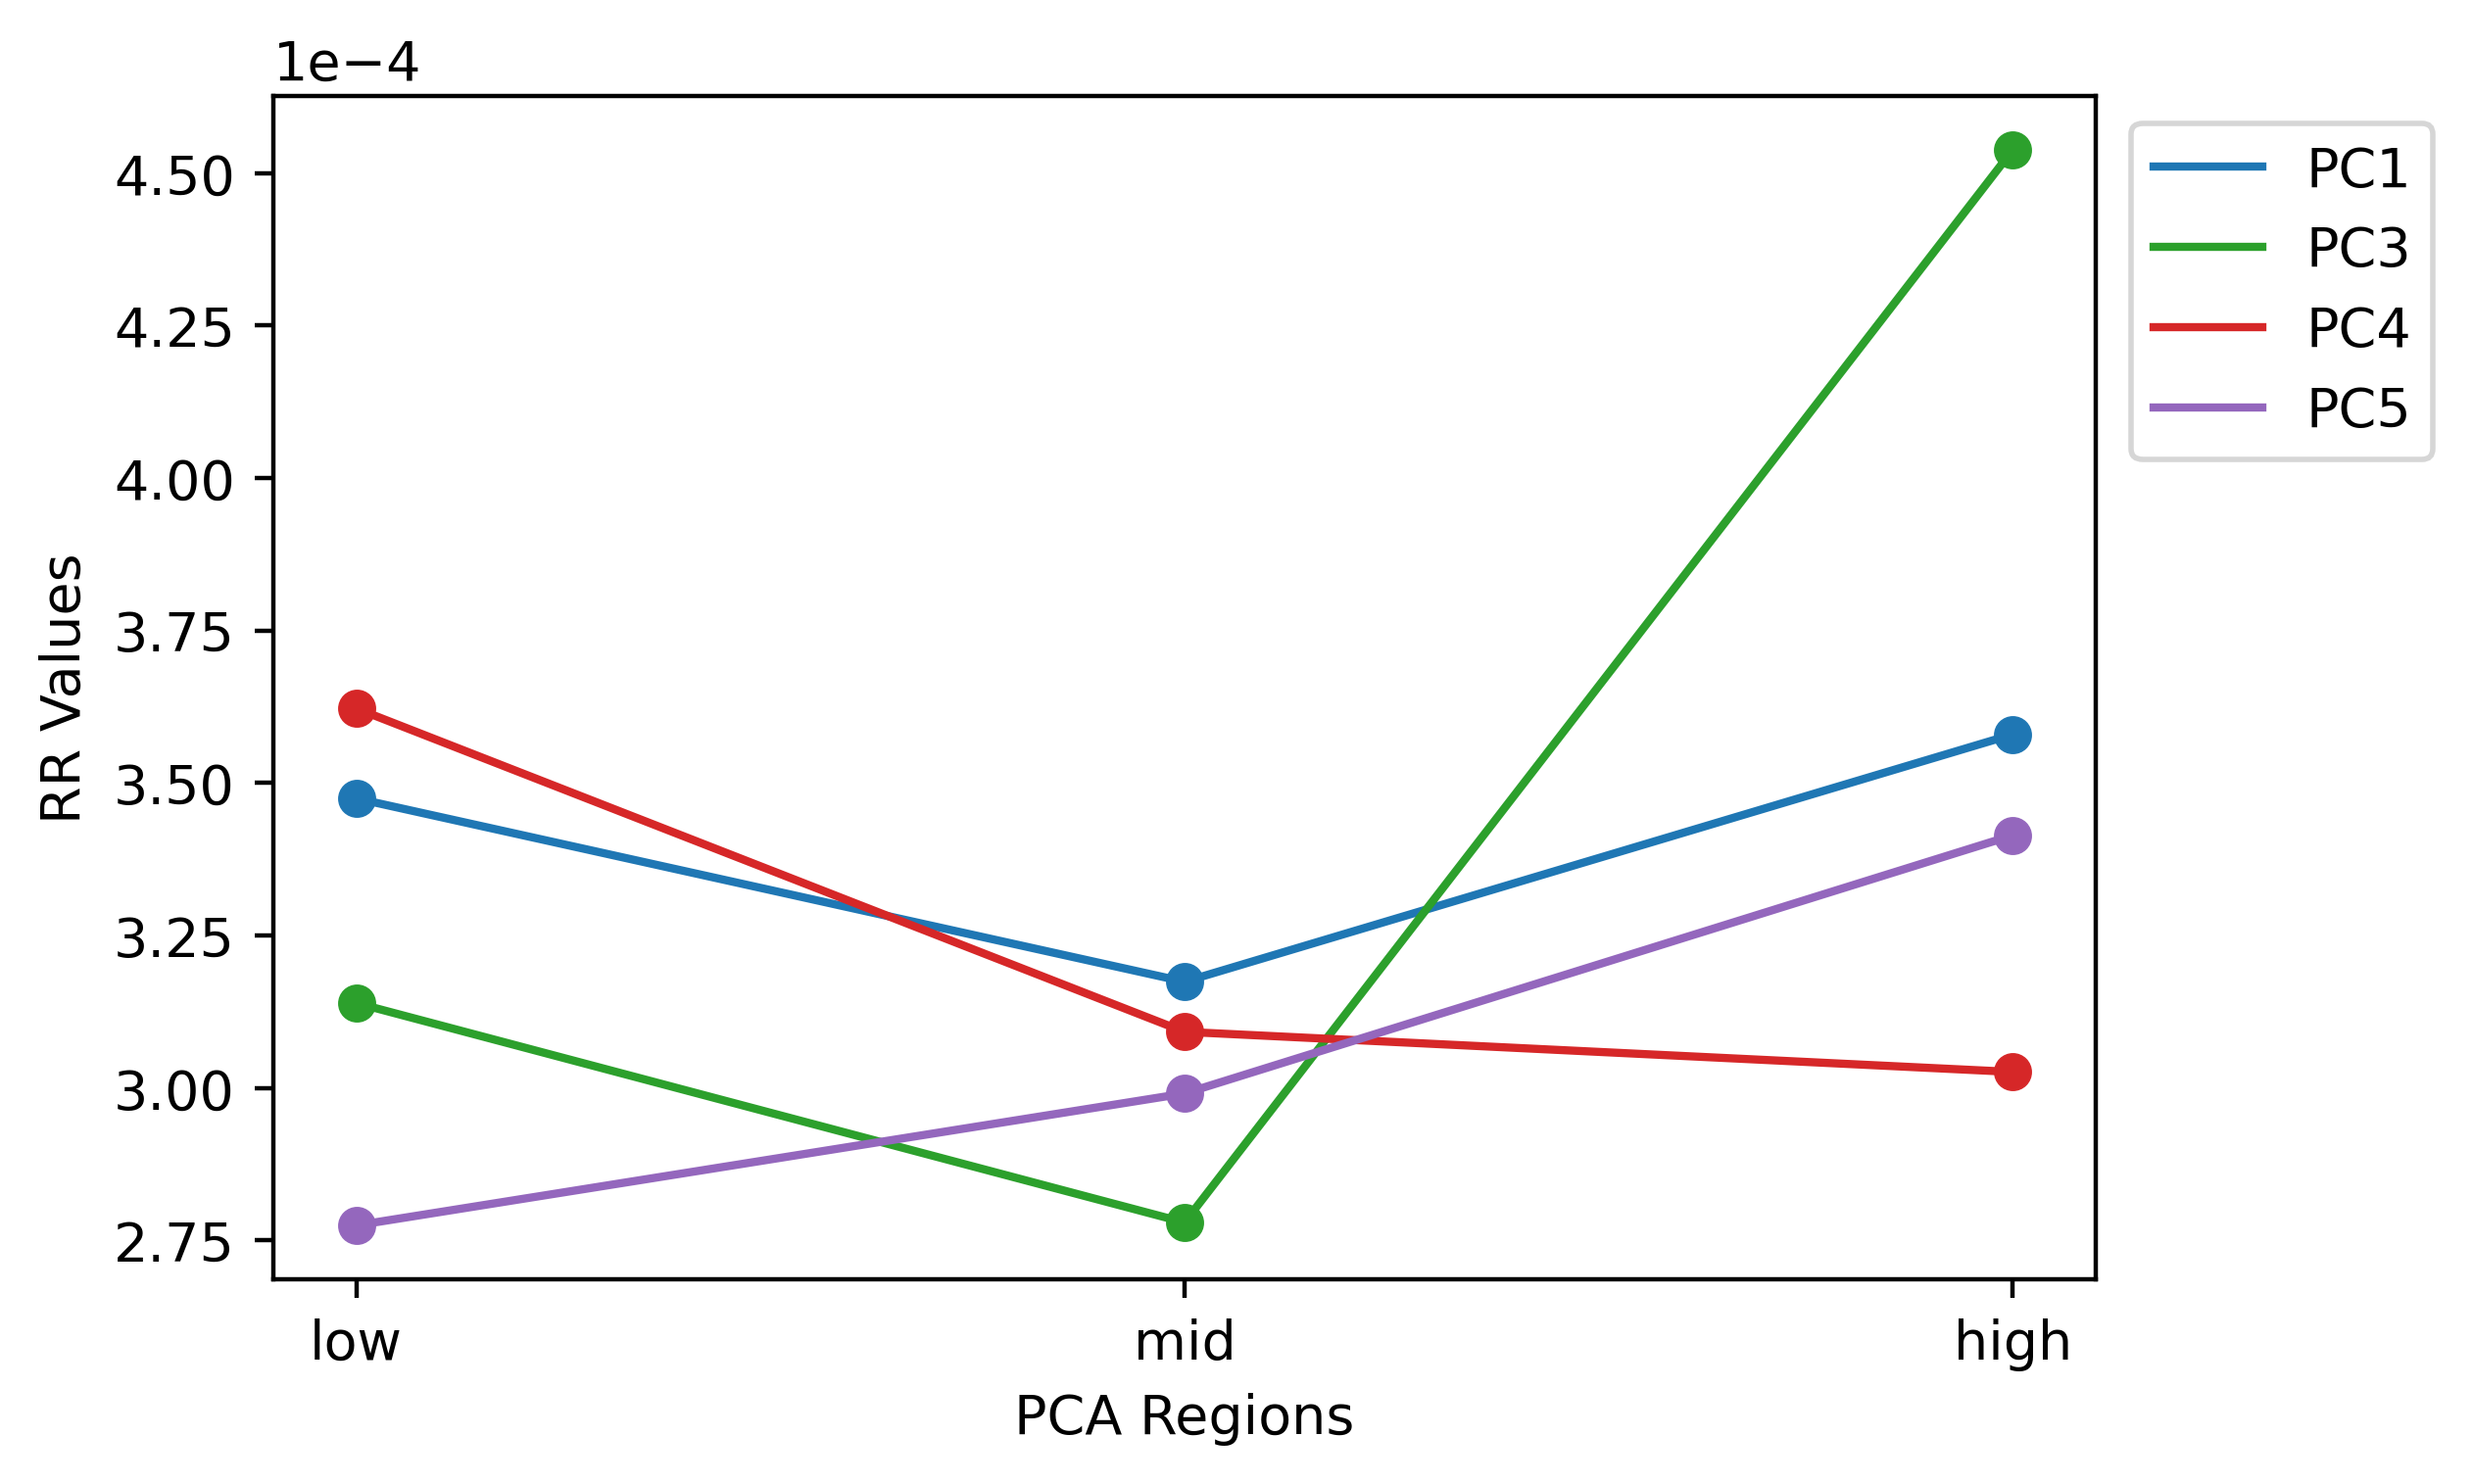 1e−4
4.50
4.25
4.00
3.75
3.50
3.25
3.00
2.75
RR Values
low mid high
PCA Regions
PC1
PC3
PC4
PC5